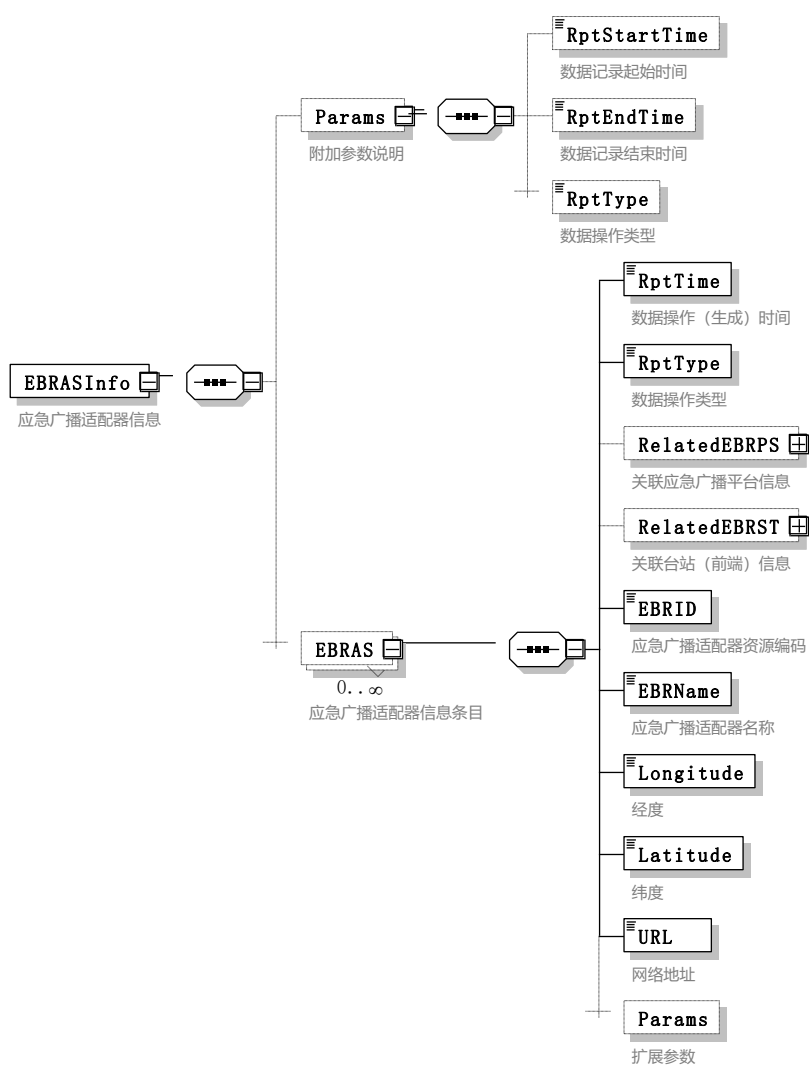 RptStartTime
数据记录起始时间
Params
附加参数说明
RptEndTime
数据记录结束时间
RptType
数据操作类型
EBRASInfo
应急广播适配器信息
RptTime
数据操作（生成）时间
RptType
数据操作类型
RelatedEBRPS
关联应急广播平台信息
RelatedEBRST
关联台站（前端）信息
EBRAS
0..∞
应急广播适配器信息条目
EBRID
应急广播适配器资源编码
EBRName
应急广播适配器名称
Longitude
经度
Latitude
纬度
URL
网络地址
Params
扩展参数